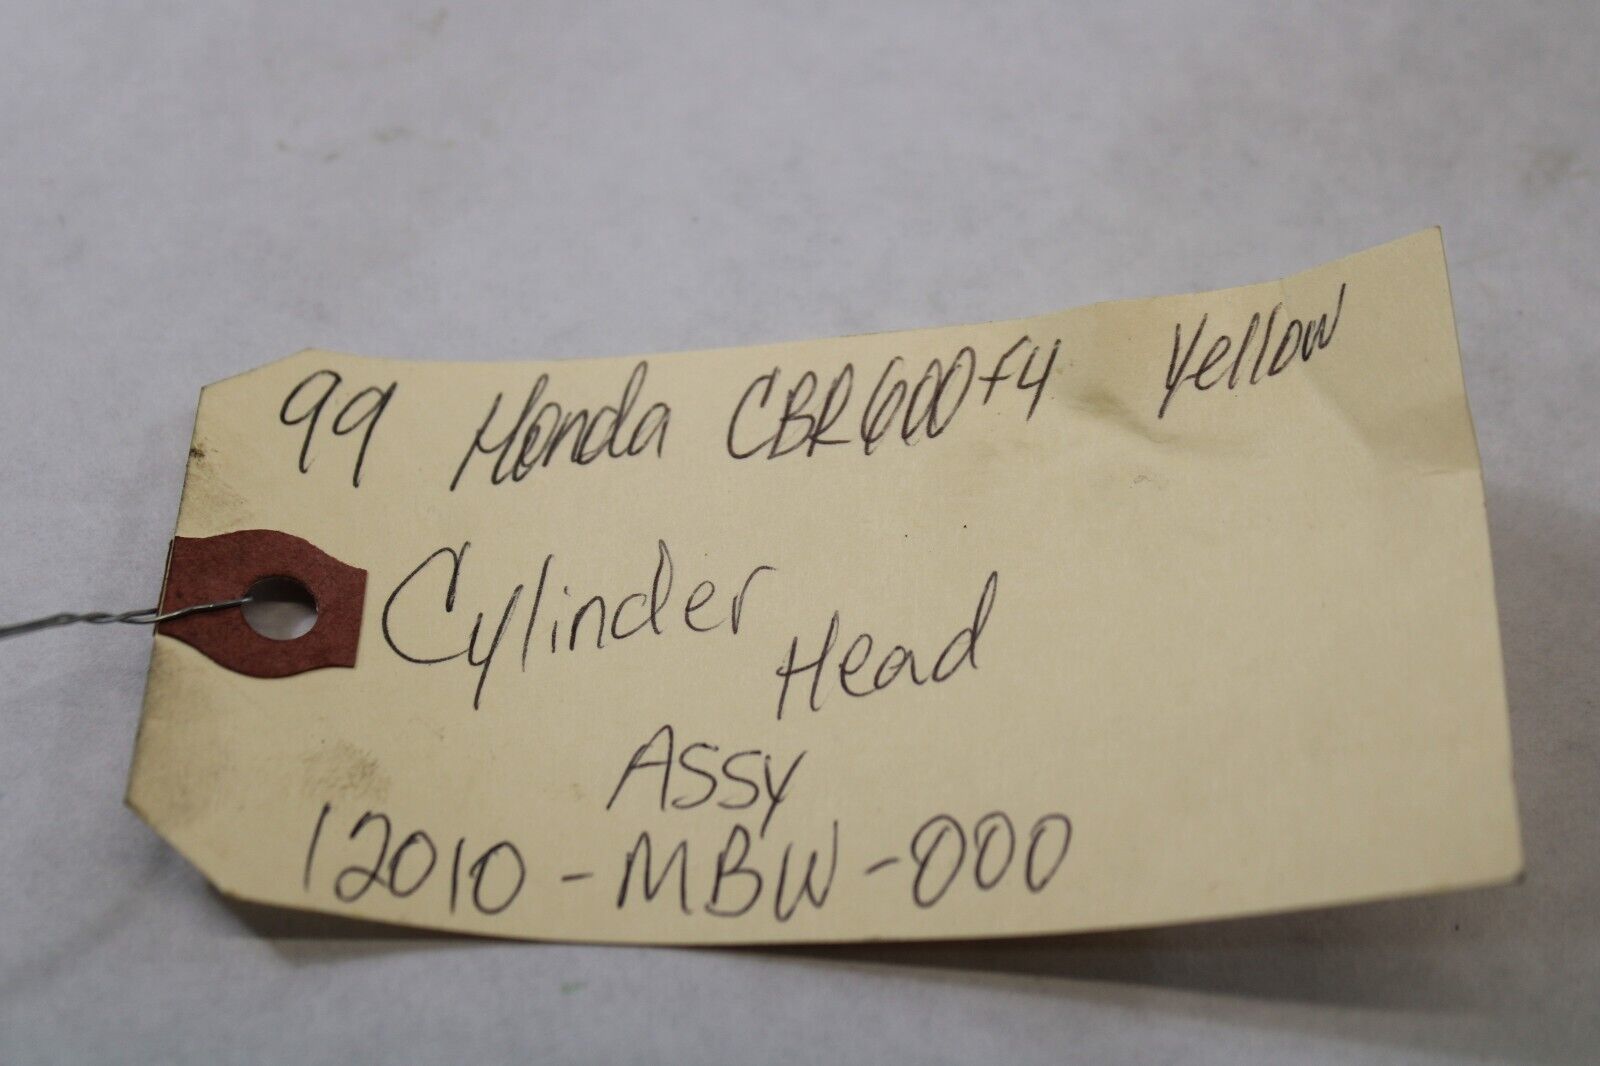 99 Honda CBR600F4 Yellow
Cylinder Head
Assy
12010-MBW-000